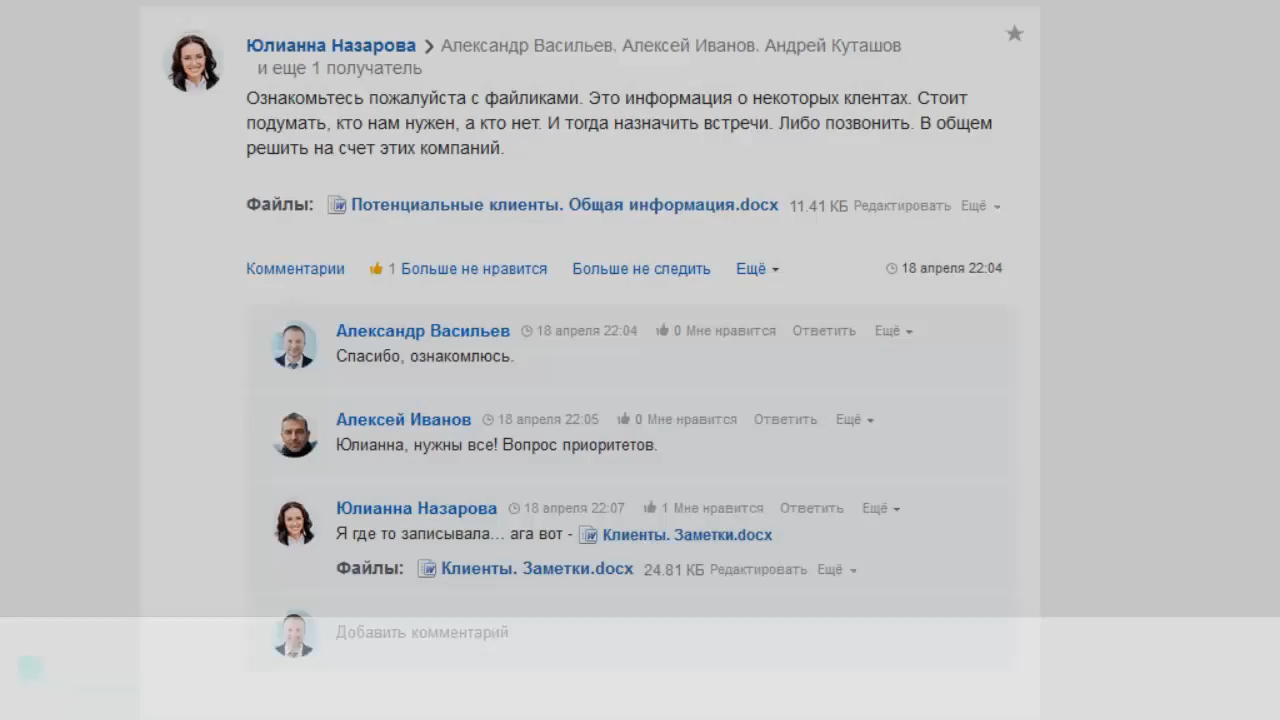 Юлианна Назарова > Александр Васильев, Алексей Иванов, Андрей Куташов
и еще 1 получатель
Ознакомьтесь пожалуйста с файликами. Это информация о некоторых клентах. Стоит
подумать, кто нам нужен, а кто нет. И тогда назначить встречи. Либо позвонить. В общем
решить на счет этих компаний.
Файлы: Потенциальные клиенты. Общая информация.docx 11.41 КБ Редактировать Ещё
Комментарии 1 Больше не нравится Больше не следить Ещё 18 апреля 22:04
Александр Васильев 18 апреля 22:04 0 Мне нравится Ответить Ещё
Спасибо, ознакомлюсь.
Алексей Иванов 18 апреля 22:05 0 Мне нравится Ответить Ещё
Юлианна, нужны все! Вопрос приоритетов.
Юлианна Назарова 18 апреля 22:07 1 Мне нравится Ответить Ещё
Я где то записывала... ага вот - Клиенты. Заметки.docx
Файлы: Клиенты. Заметки.docx 24.81 КБ Редактировать Ещё
Добавить комментарий